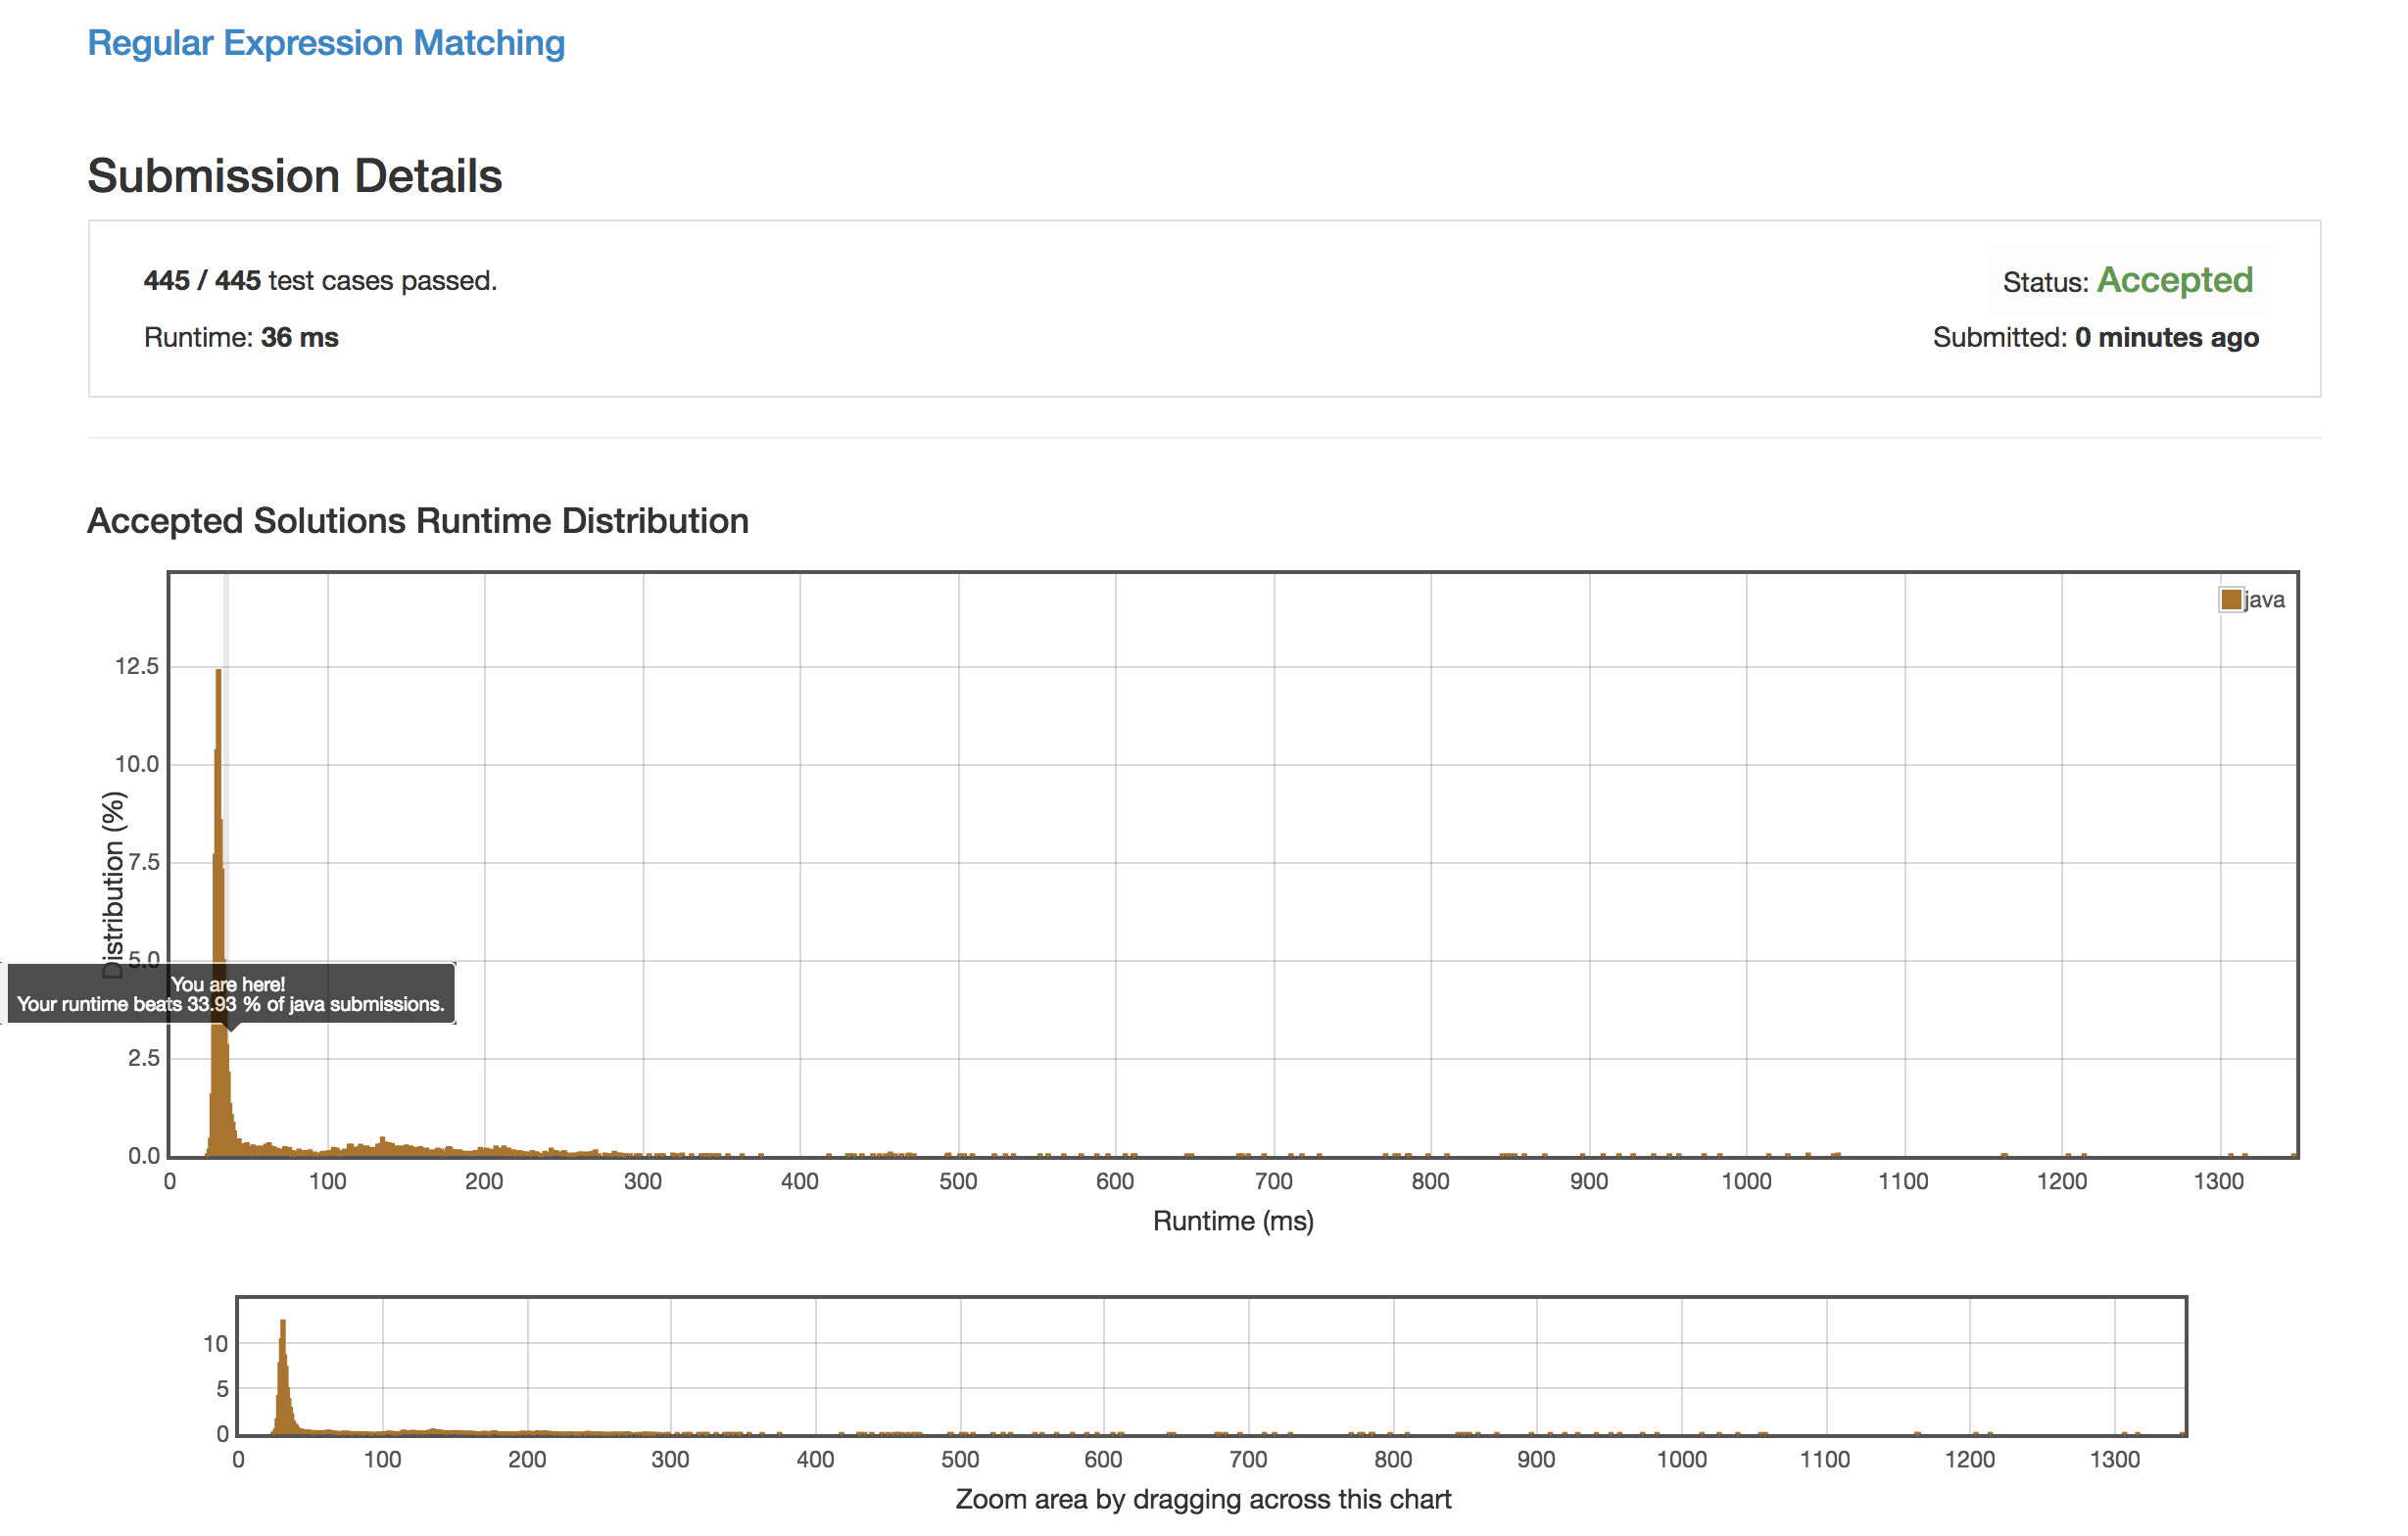 Regular Expression Matching
Submission Details
445 / 445 test cases passed.
Status: Accepted
Runtime: 36 ms
Submitted: 0 minutes ago
Accepted Solutions Runtime Distribution
java
Distribution (%)
12.5
10.0
7.5
5.0
2.5
0.0
You are here!
Your runtime beats 33.93 % of java submissions.
0 100 200 300 400 500 600 700 800 900 1000 1100 1200 1300
Runtime (ms)
10
5
0
0 100 200 300 400 500 600 700 800 900 1000 1100 1200 1300
Zoom area by dragging across this chart